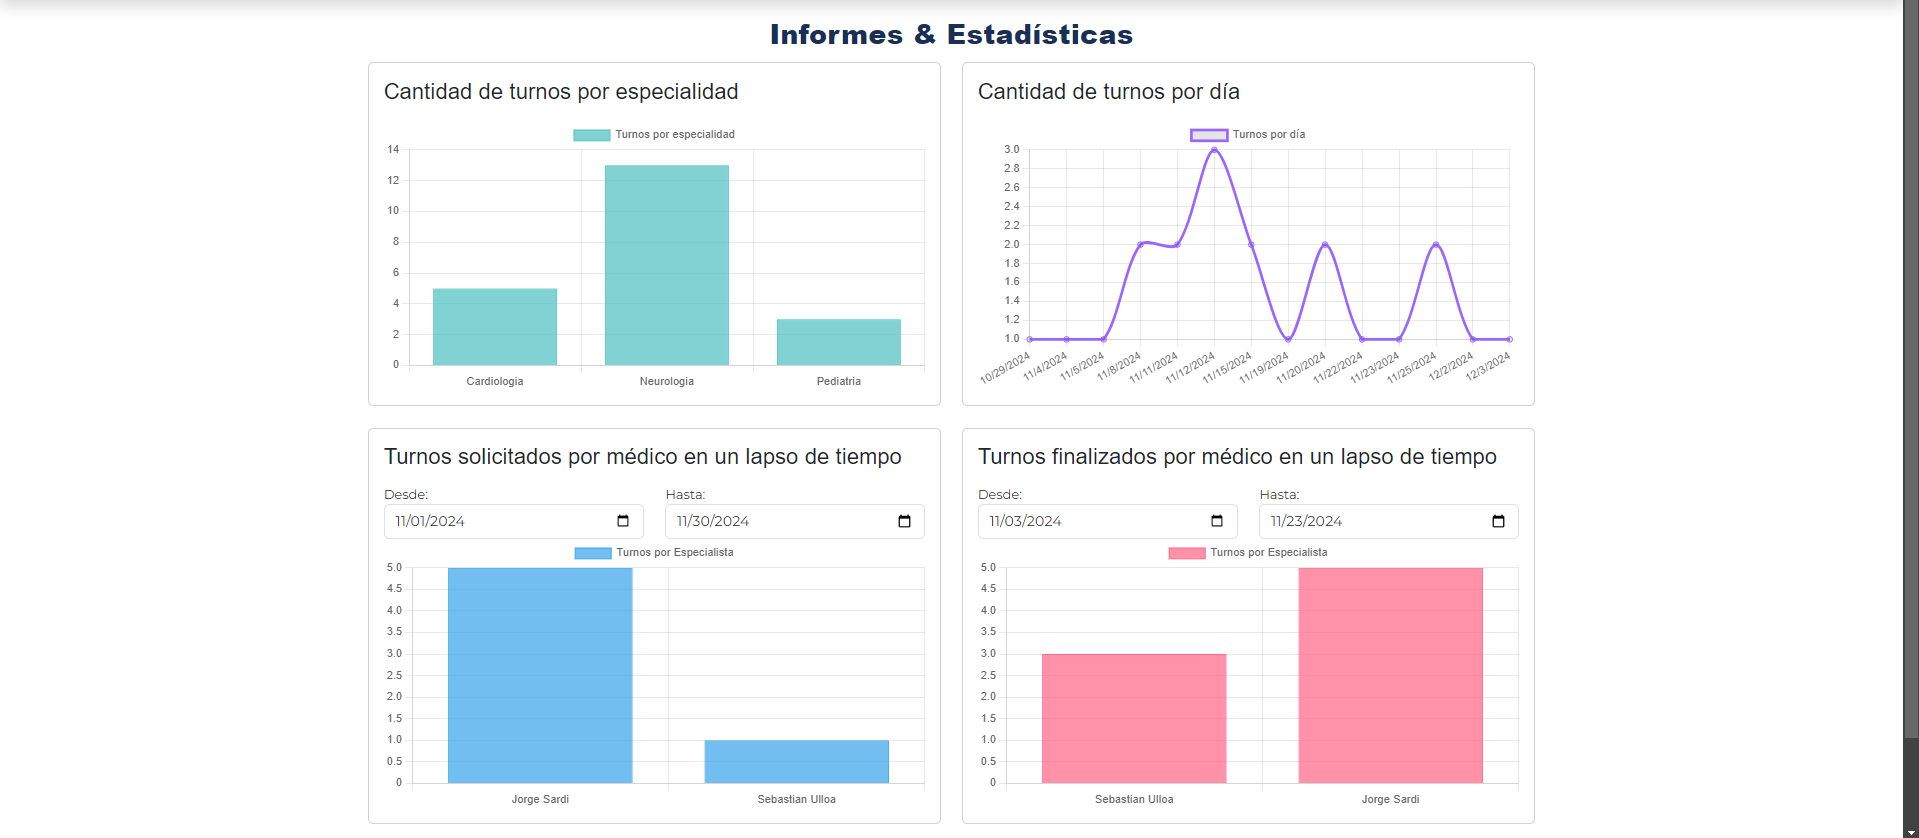 Informes & Estadísticas
Cantidad de turnos por especialidad
Turnos por especialidad
14
12
10
8
6
4
2
0
Cardiologia
Neurologia
Pediatria
Cantidad de turnos por día
Turnos por día
3.0
2.8
2.6
2.4
2.2
2.0
1.8
1.6
1.4
1.2
1.0
10/29/2024
11/4/2024
11/5/2024
11/8/2024
11/11/2024
11/12/2024
11/15/2024
11/19/2024
11/20/2024
11/22/2024
11/23/2024
11/25/2024
12/2/2024
12/3/2024
Turnos solicitados por médico en un lapso de tiempo
Desde:
Hasta:
11/01/2024
11/30/2024
Turnos por Especialista
5.0
4.5
4.0
3.5
3.0
2.5
2.0
1.5
1.0
0.5
0
Jorge Sardi
Sebastian Ulloa
Turnos finalizados por médico en un lapso de tiempo
Desde:
Hasta:
11/03/2024
11/23/2024
Turnos por Especialista
5.0
4.5
4.0
3.5
3.0
2.5
2.0
1.5
1.0
0.5
0
Sebastian Ulloa
Jorge Sardi